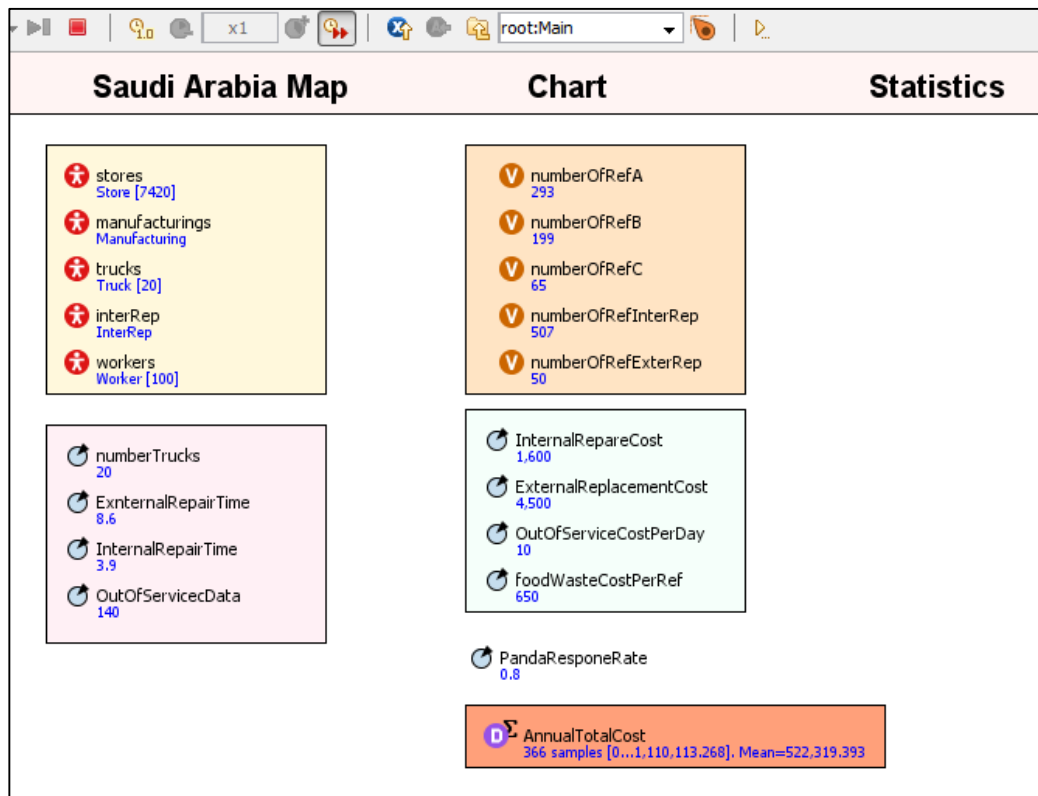 1.0
x1
root:Main
Saudi Arabia Map
Chart
Statistics
stores
Store [7420]
manufacturings
Manufacturing
trucks
Truck [20]
interRep
InterRep
workers
Worker [100]
V numberOfRefA
293
V numberOfRefB
199
V numberOfRefC
65
V numberOfRefInterRep
507
V numberOfRefExterRep
50
numberTrucks
20
ExnternalRepairTime
8.6
InternalRepairTime
3.9
OutOfServicecData
140
InternalRepareCost
1,600
ExternalReplacementCost
4,500
OutOfServiceCostPerDay
10
foodWasteCostPerRef
650
PandaResponeRate
0.8
D Σ AnnualTotalCost
366 samples [0...1,110,113.268]. Mean=522,319.393